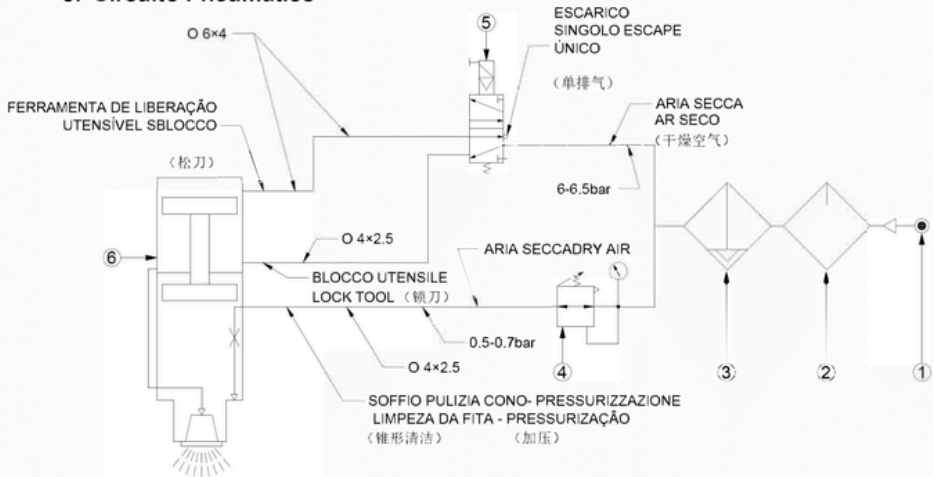 O 6×4
⑤
ESCARICO
SINGOLO ESCAPE
ÚNICO
（单排气）
FERRAMENTA DE LIBERAÇÃO
UTENSÍVEL SBLOCCO
（松刀）
ARIA SECCA
AR SECO
（干燥空气）
6-6.5bar
⑥
O 4×2.5
ARIA SECCADRY AIR
BLOCCO UTENSILE
LOCK TOOL（锁刀）
0.5-0.7bar
O 4×2.5
④
③
②
①
SOFFIO PULIZIA CONO- PRESSURIZZAZIONE
LIMPEZA DA FITA - PRESSURIZAÇÃO
（锥形清洁） （加压）